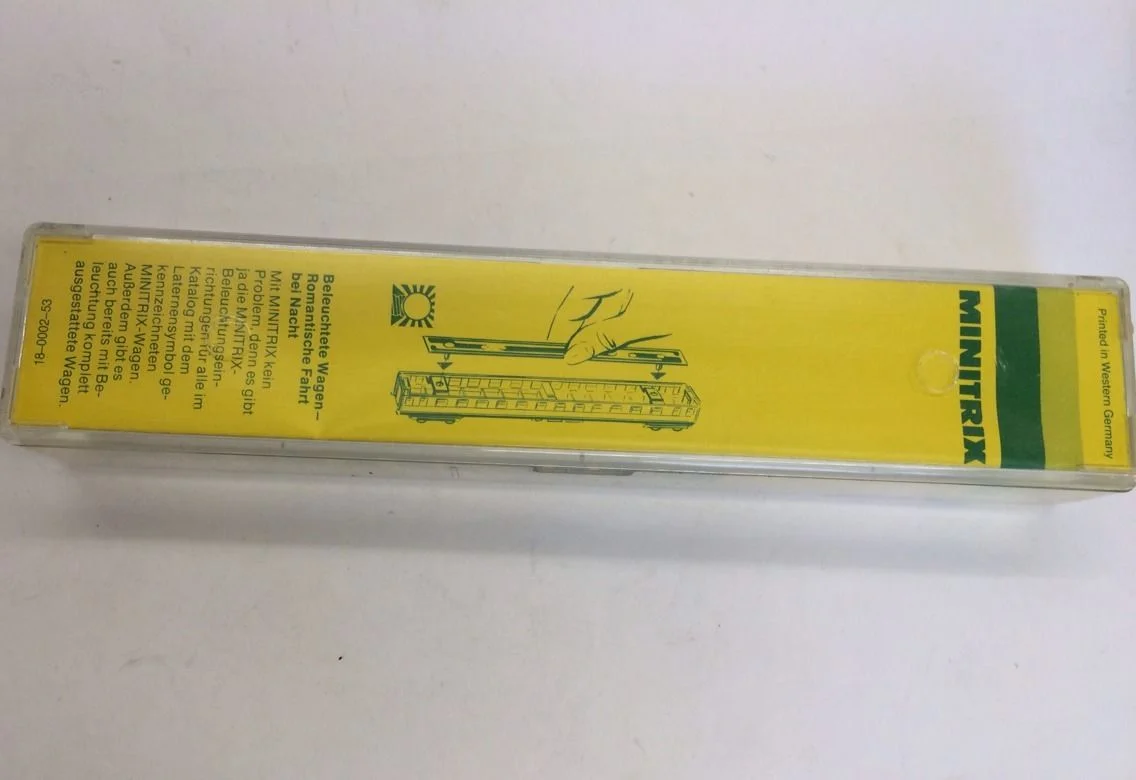 Printed in Western Germany
MINITRIX
Beleuchtete Wagen–
Romantische Fahrt
bei Nacht
Mit MINITRIX kein
Problem, denn es gibt
ja die MINITRIX-
Beleuchtungsein-
richtungen für alle im
Katalog mit dem
Laternensymbol ge-
kennzeichneten
MINITRIX-Wagen.
Außerdem gibt es
auch bereits mit Be-
leuchtung komplett
ausgestattete Wagen.
18-0002-53